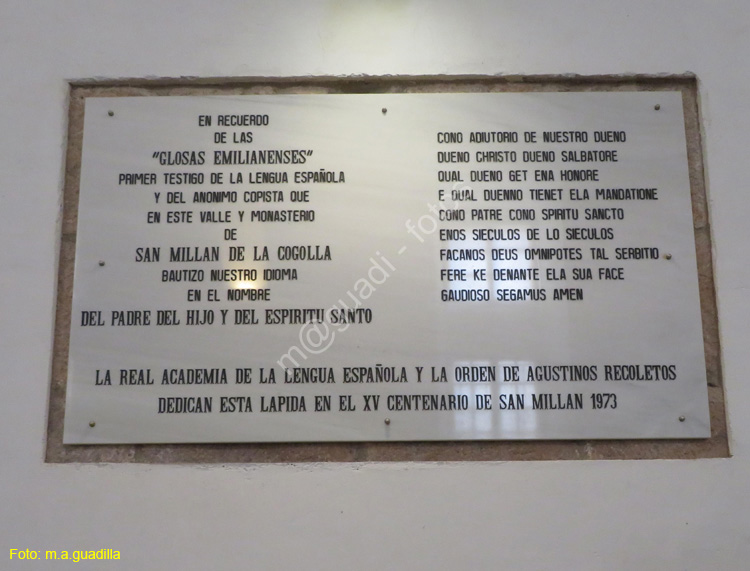 EN RECUERDO
DE LAS
"GLOSAS EMILIANENSES"
PRIMER TESTIGO DE LA LENGUA ESPAÑOLA
Y DEL ANONIMO COPISTA QUE
EN ESTE VALLE Y MONASTERIO
DE
SAN MILLAN DE LA COGOLLA
BAUTIZO NUESTRO IDIOMA
EN EL NOMBRE
DEL PADRE DEL HIJO Y DEL ESPIRITU SANTO
CONO ADIUTORIO DE NUESTRO DUENO
DUENO CHRISTO DUENO SALBATORE
QUAL DUENO GET ENA HONORE
E QUAL DUENNO TIENET ELA MANDATIONE
CONO PATRE CONO SPIRITU SANCTO
ENOS SIECULOS DE LO SIECULOS
FACANOS DEUS OMNIPOTES TAL SERBITIO
FERE KE DENANTE ELA SUA FACE
GAUDIOSO SEGAMUS AMEN
LA REAL ACADEMIA DE LA LENGUA ESPAÑOLA Y LA ORDEN DE AGUSTINOS RECOLETOS
DEDICAN ESTA LAPIDA EN EL XV CENTENARIO DE SAN MILLAN 1973
m@guadi - fotos
Foto: m.a.guadilla